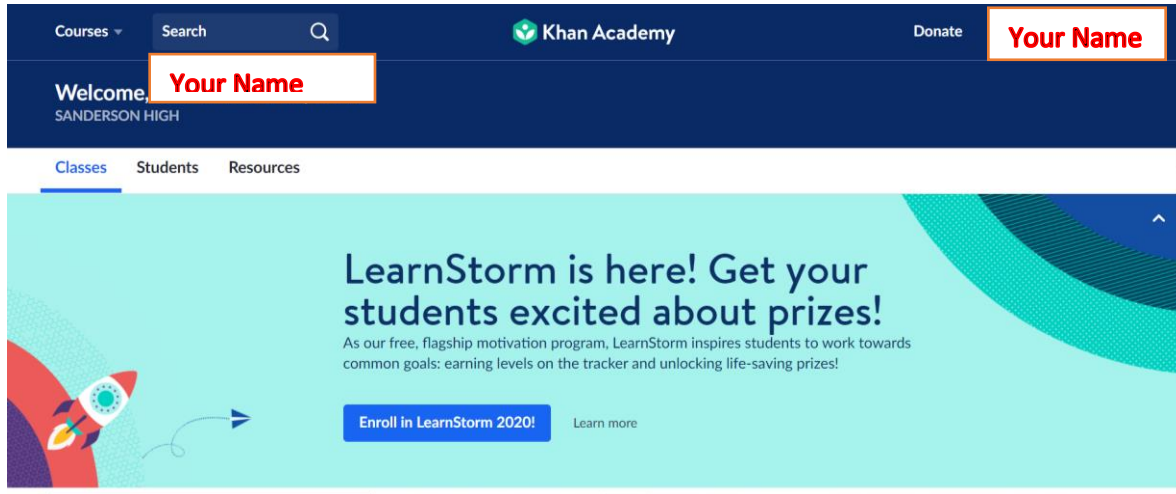 Courses Search Khan Academy Donate Your Name
Welcome, Your Name
SANDERSON HIGH
Classes Students Resources
LearnStorm is here! Get your
students excited about prizes!
As our free, flagship motivation program, LearnStorm inspires students to work towards
common goals: earning levels on the tracker and unlocking life-saving prizes!
Enroll in LearnStorm 2020! Learn more